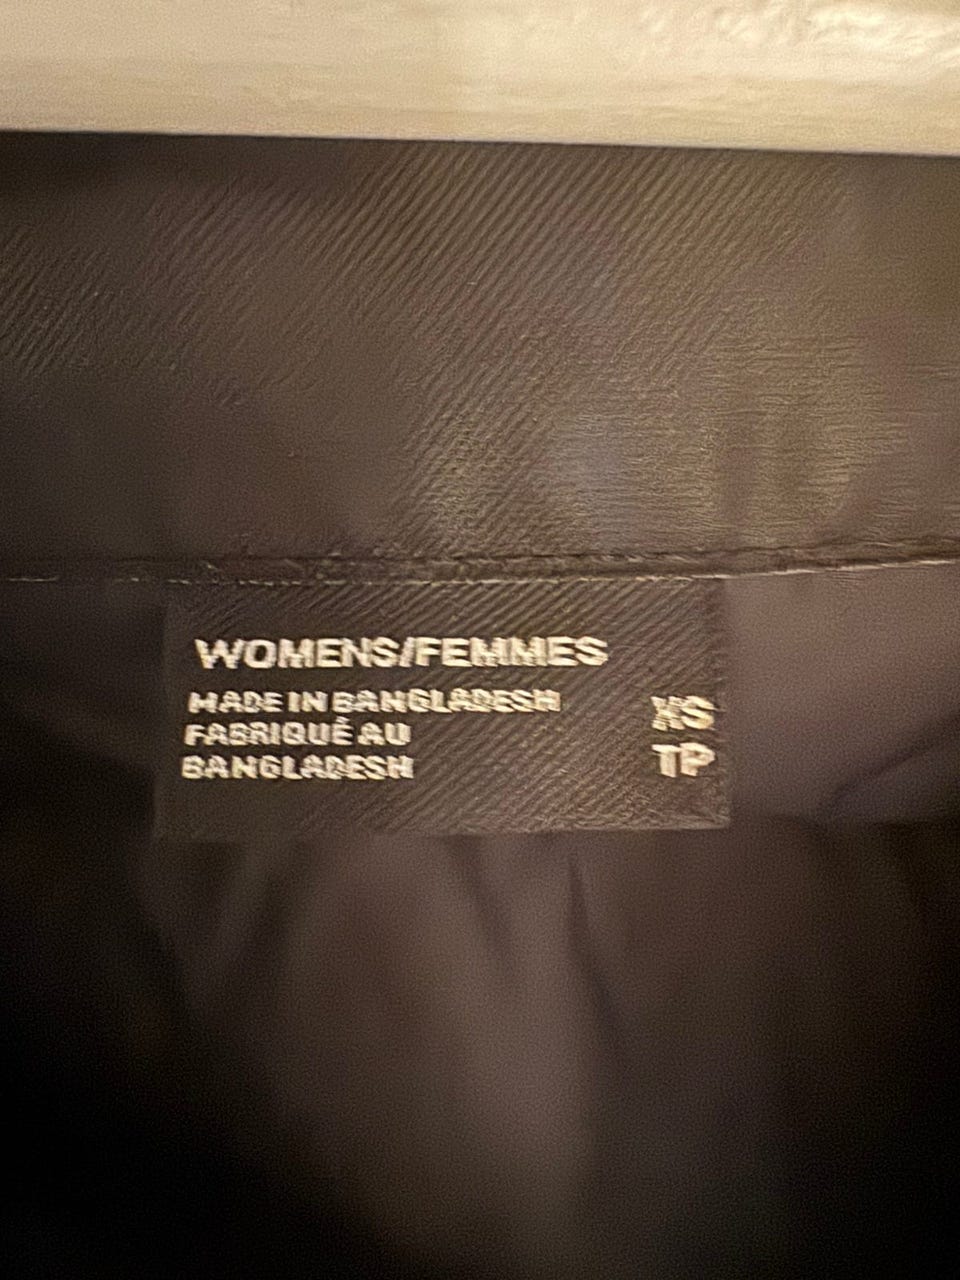 WOMENS/FEMMES
MADE IN BANGLADESH
FABRIQUÉ AU
BANGLADESH
XS
TP